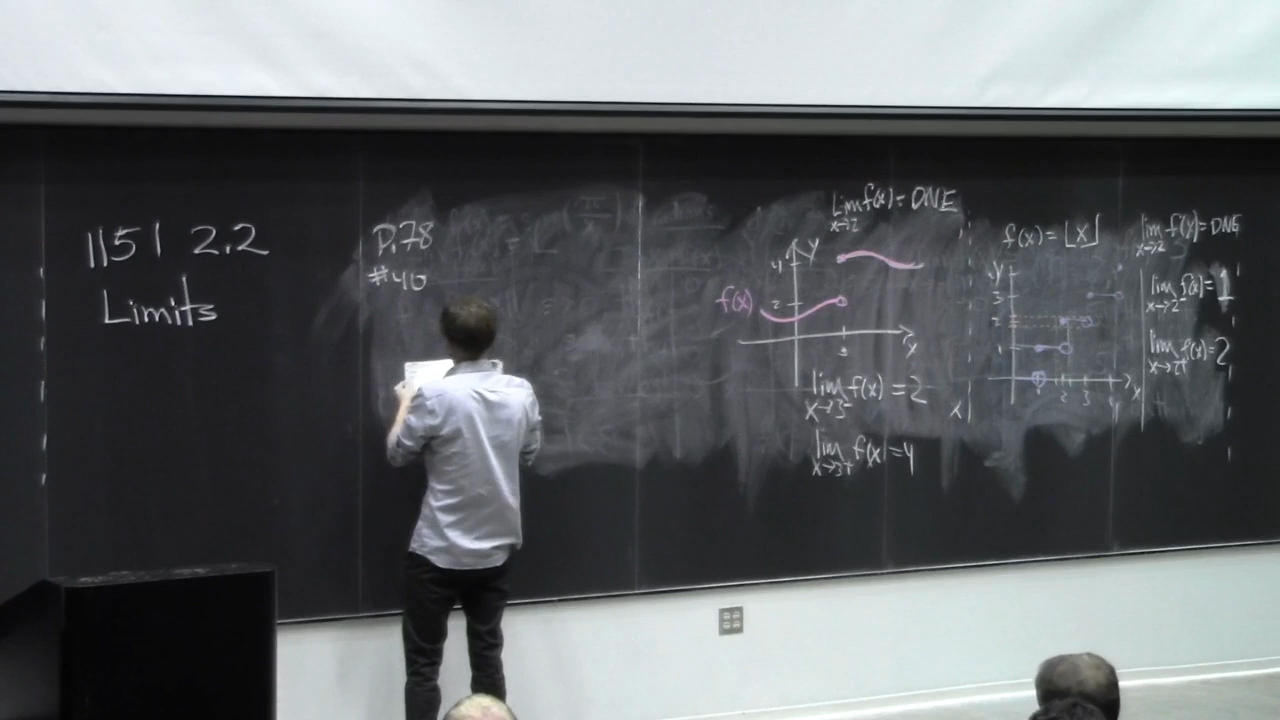 1151 2.2
Limits
p.78
#40
Lim f(x) = DNE
x→2
y
4
2
f(x)
3
x
lim f(x) = 2
x→3⁻
lim f(x) = 4
x→3⁺
f(x) = ⌊x⌋
y
3
2
1
2 3 4
x
lim f(x) = DNE
x→2
lim f(x) = 1
x→2⁻
lim f(x) = 2
x→2⁺